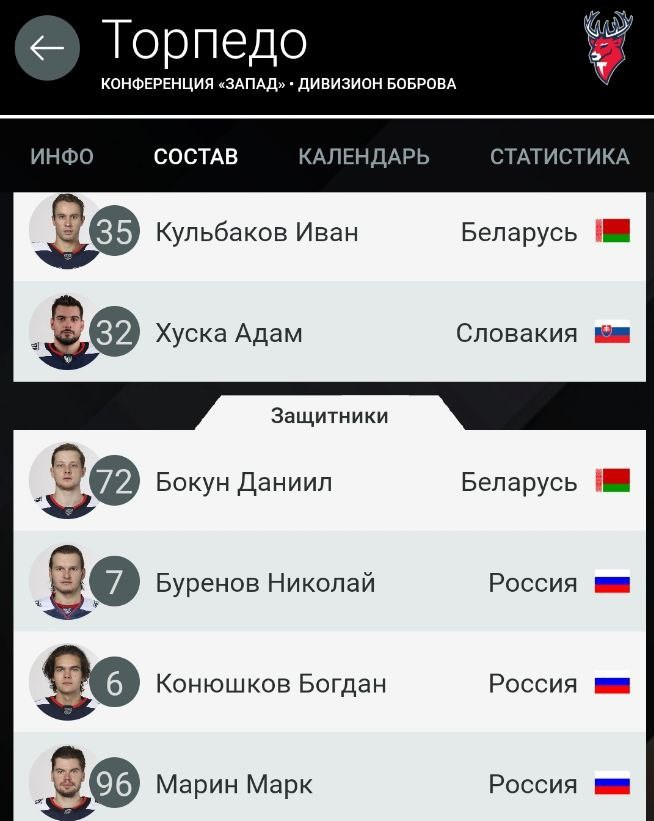 Торпедо
КОНФЕРЕНЦИЯ «ЗАПАД» • ДИВИЗИОН БОБРОВА
ИНФО СОСТАВ КАЛЕНДАРЬ СТАТИСТИКА
35 Кульбаков Иван Беларусь
32 Хуска Адам Словакия
Защитники
72 Бокун Даниил Беларусь
7 Буренов Николай Россия
6 Конюшков Богдан Россия
96 Марин Марк Россия